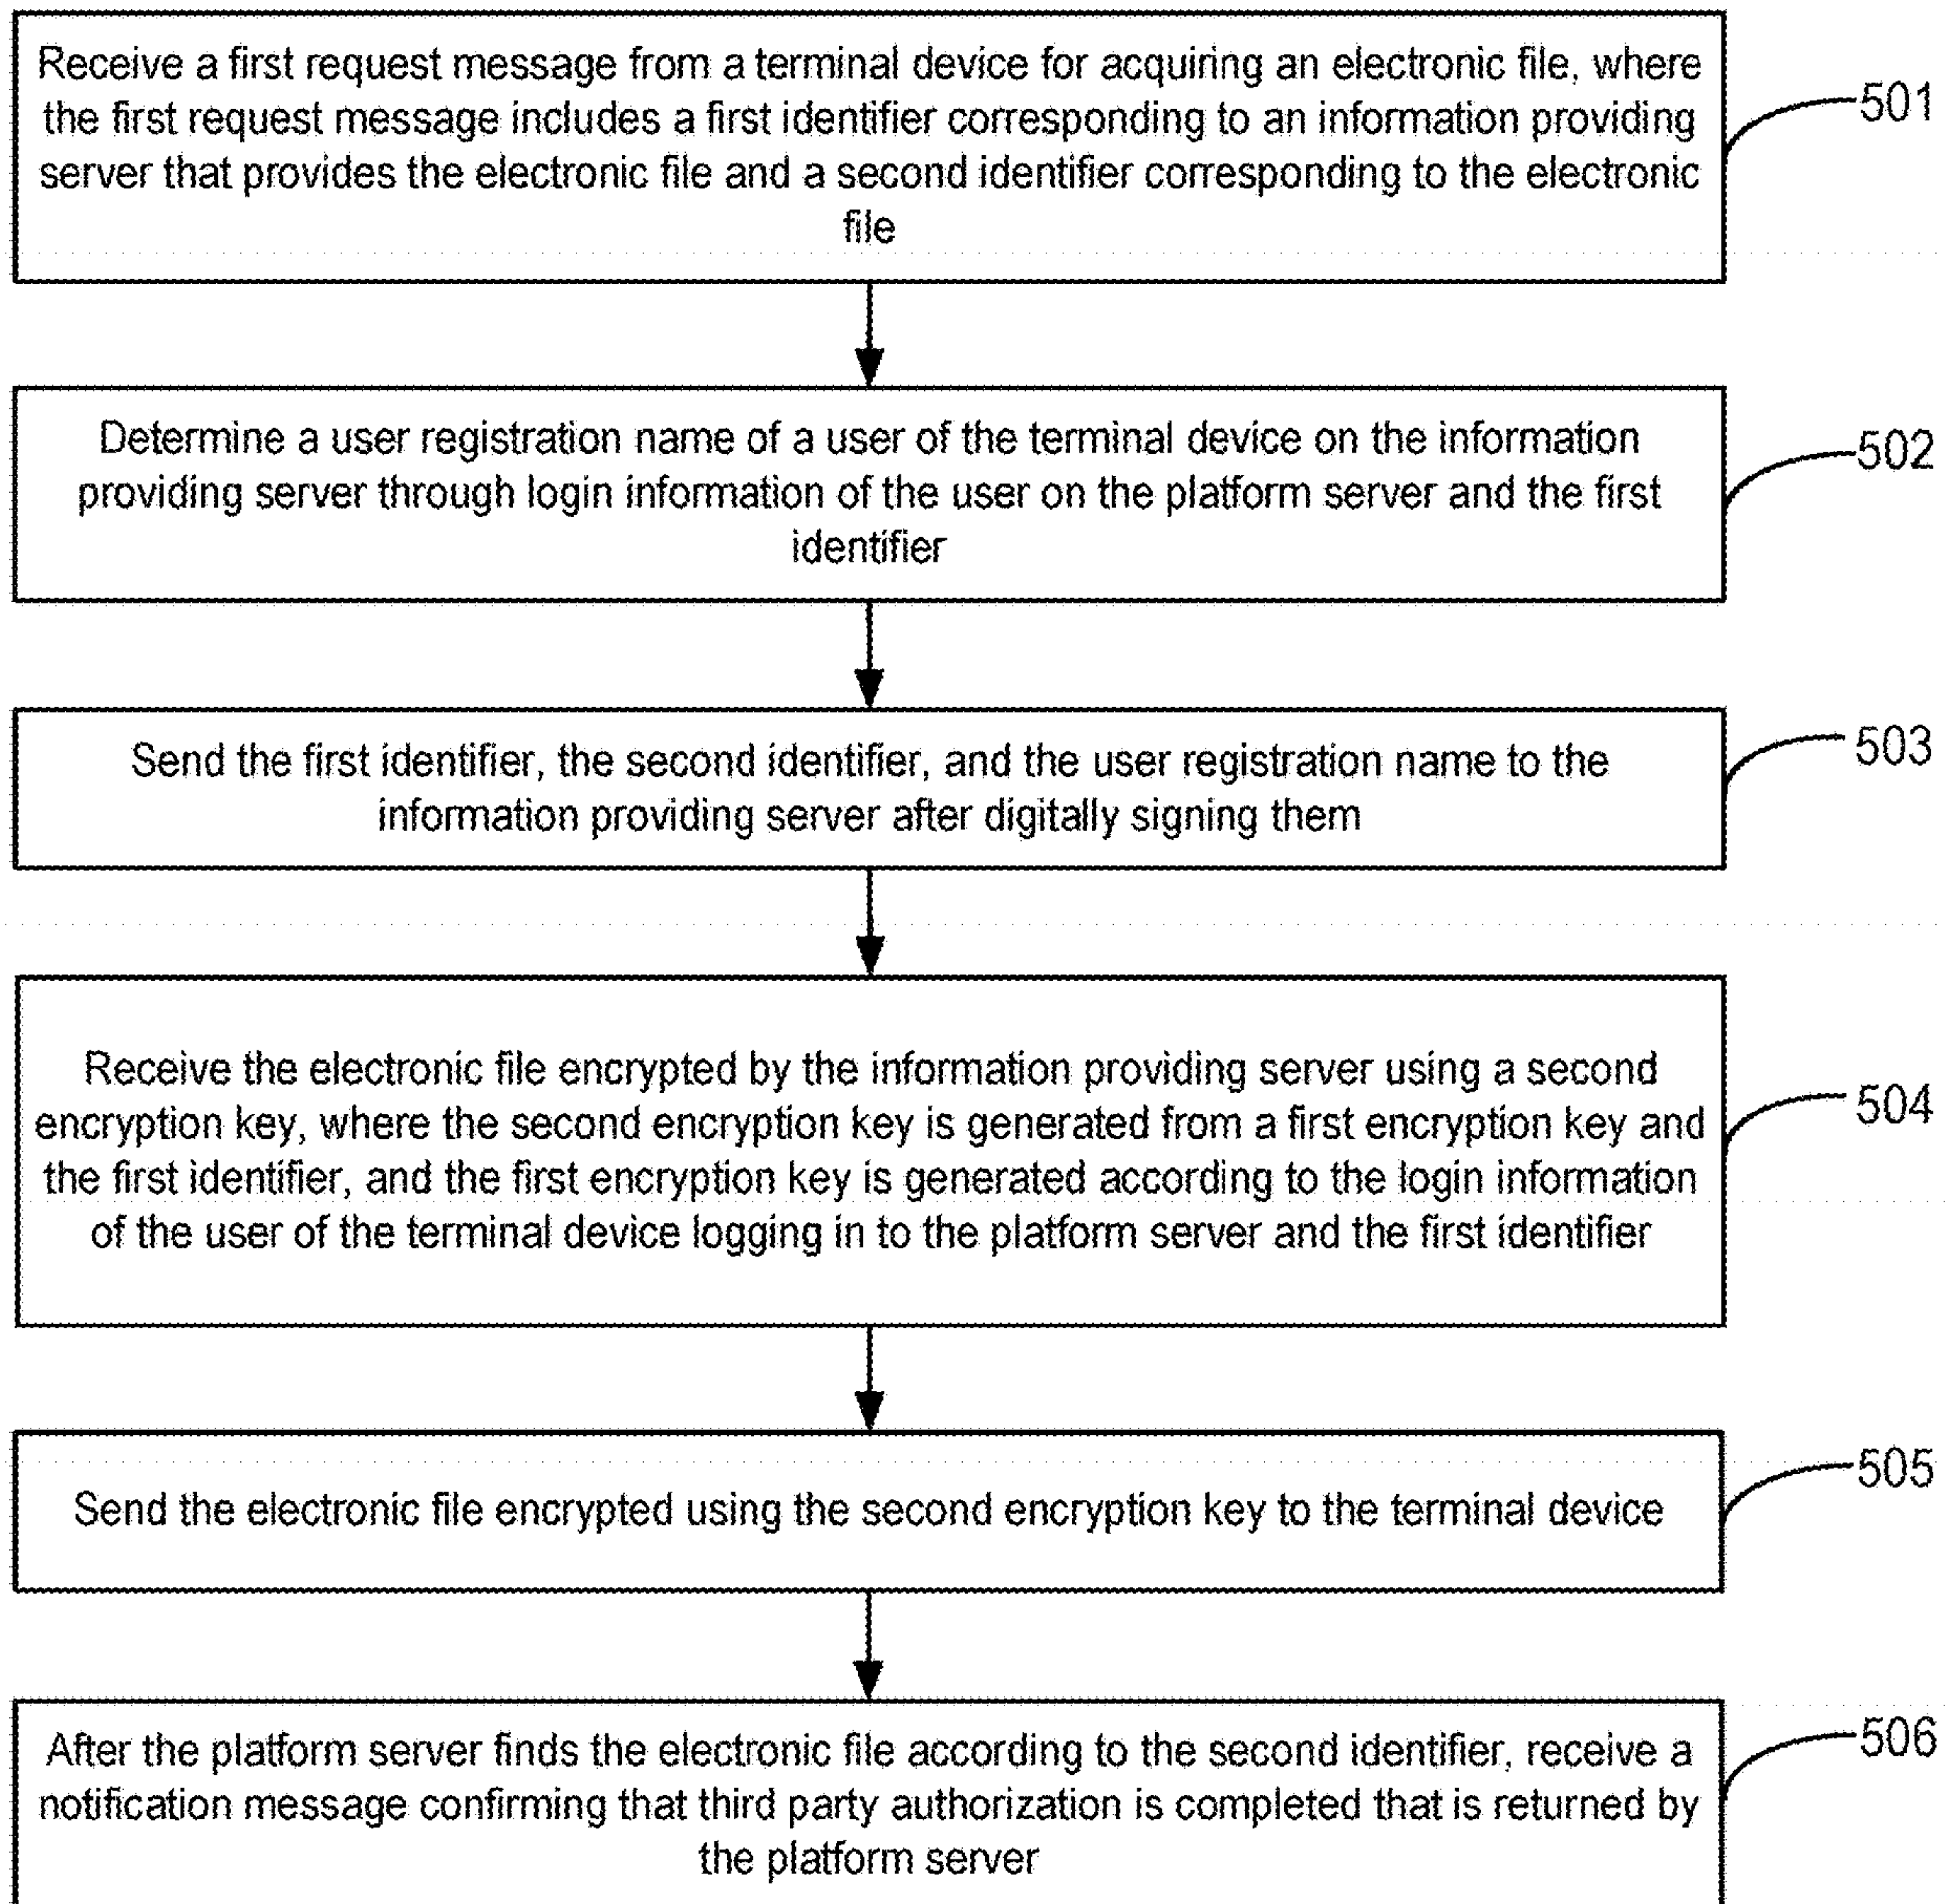 Receive a first request message from a terminal device for acquiring an electronic file, where
the first request message includes a first identifier corresponding to an information providing
server that provides the electronic file and a second identifier corresponding to the electronic
file
501
Determine a user registration name of a user of the terminal device on the information
providing server through login information of the user on the platform server and the first
identifier
502
Send the first identifier, the second identifier, and the user registration name to the
information providing server after digitally signing them
503
Receive the electronic file encrypted by the information providing server using a second
encryption key, where the second encryption key is generated from a first encryption key and
the first identifier, and the first encryption key is generated according to the login information
of the user of the terminal device logging in to the platform server and the first identifier
504
Send the electronic file encrypted using the second encryption key to the terminal device
505
After the platform server finds the electronic file according to the second identifier, receive a
notification message confirming that third party authorization is completed that is returned by
the platform server
506